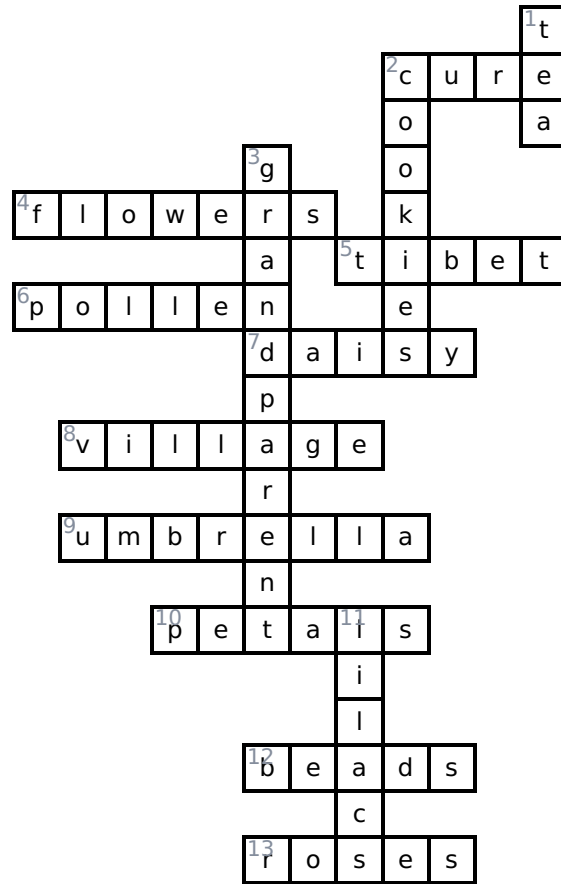 1 t
2 c u r e
o a
3 g o
4 f l o w e r s k
a 5 t i b e t
6 p o l l e n e
7 d a i s y
p
8 v i l l a g e
r
9 u m b r e l l a
n
10 p e t a 11 l s
i
l
12 b e a d s
c
13 r o s e s